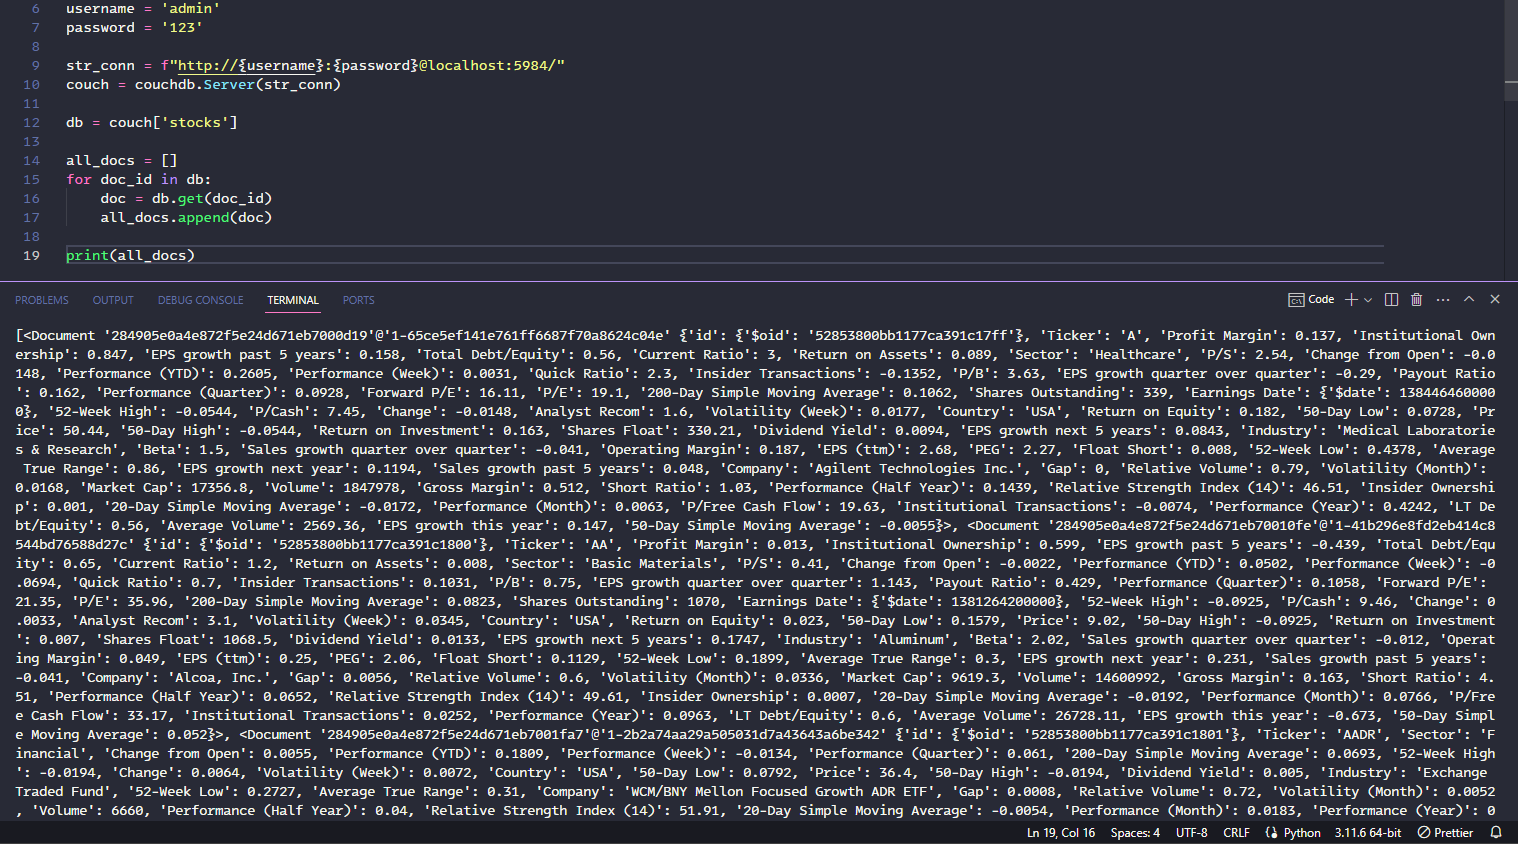 6 username = 'admin'
7 password = '123'
8
9 str_conn = f"http://{username}:{password}@localhost:5984/"
10 couch = couchdb.Server(str_conn)
11
12 db = couch['stocks']
13
14 all_docs = []
15 for doc_id in db:
16 doc = db.get(doc_id)
17 all_docs.append(doc)
18
19 print(all_docs)
PROBLEMS OUTPUT DEBUG CONSOLE TERMINAL PORTS Code
[<Document '284905e0a4e872f5e24d671eb7000d19'@'1-65ce5ef141e761ff6687f70a8624c04e' {'id': {'$oid': '52853800bb1177ca391c17ff'}, 'Ticker': 'A', 'Profit Margin': 0.137, 'Institutional Own
ership': 0.847, 'EPS growth past 5 years': 0.158, 'Total Debt/Equity': 0.56, 'Current Ratio': 3, 'Return on Assets': 0.089, 'Sector': 'Healthcare', 'P/S': 2.54, 'Change from Open': -0.0
148, 'Performance (YTD)': 0.2605, 'Performance (Week)': 0.0031, 'Quick Ratio': 2.3, 'Insider Transactions': -0.1352, 'P/B': 3.63, 'EPS growth quarter over quarter': -0.29, 'Payout Ratio
': 0.162, 'Performance (Quarter)': 0.0928, 'Forward P/E': 16.11, 'P/E': 19.1, '200-Day Simple Moving Average': 0.1062, 'Shares Outstanding': 339, 'Earnings Date': {'$date': 138446460000
0}, '52-Week High': -0.0544, 'P/Cash': 7.45, 'Change': -0.0148, 'Analyst Recom': 1.6, 'Volatility (Week)': 0.0177, 'Country': 'USA', 'Return on Equity': 0.182, '50-Day Low': 0.0728, 'Pr
ice': 50.44, '50-Day High': -0.0544, 'Return on Investment': 0.163, 'Shares Float': 330.21, 'Dividend Yield': 0.0094, 'EPS growth next 5 years': 0.0843, 'Industry': 'Medical Laboratorie
s & Research', 'Beta': 1.5, 'Sales growth quarter over quarter': -0.041, 'Operating Margin': 0.187, 'EPS (ttm)': 2.68, 'PEG': 2.27, 'Float Short': 0.008, '52-Week Low': 0.4378, 'Average
True Range': 0.86, 'EPS growth next year': 0.1194, 'Sales growth past 5 years': 0.048, 'Company': 'Agilent Technologies Inc.', 'Gap': 0, 'Relative Volume': 0.79, 'Volatility (Month)':
0.0168, 'Market Cap': 17356.8, 'Volume': 1847978, 'Gross Margin': 0.512, 'Short Ratio': 1.03, 'Performance (Half Year)': 0.1439, 'Relative Strength Index (14)': 46.51, 'Insider Ownershi
p': 0.001, '20-Day Simple Moving Average': -0.0172, 'Performance (Month)': 0.0063, 'P/Free Cash Flow': 19.63, 'Institutional Transactions': -0.0074, 'Performance (Year)': 0.4242, 'LT De
bt/Equity': 0.56, 'Average Volume': 2569.36, 'EPS growth this year': 0.147, '50-Day Simple Moving Average': -0.0055}>, <Document '284905e0a4e872f5e24d671eb70010fe'@'1-41b296e8fd2eb414c8
544bd76588d27c' {'id': {'$oid': '52853800bb1177ca391c1800'}, 'Ticker': 'AA', 'Profit Margin': 0.013, 'Institutional Ownership': 0.599, 'EPS growth past 5 years': -0.439, 'Total Debt/Equ
ity': 0.65, 'Current Ratio': 1.2, 'Return on Assets': 0.008, 'Sector': 'Basic Materials', 'P/S': 0.41, 'Change from Open': -0.0022, 'Performance (YTD)': 0.0502, 'Performance (Week)': -0
.0694, 'Quick Ratio': 0.7, 'Insider Transactions': 0.1031, 'P/B': 0.75, 'EPS growth quarter over quarter': 1.143, 'Payout Ratio': 0.429, 'Performance (Quarter)': 0.1058, 'Forward P/E':
21.35, 'P/E': 35.96, '200-Day Simple Moving Average': 0.0823, 'Shares Outstanding': 1070, 'Earnings Date': {'$date': 1381264200000}, '52-Week High': -0.0925, 'P/Cash': 9.46, 'Change': 0
.0033, 'Analyst Recom': 3.1, 'Volatility (Week)': 0.0345, 'Country': 'USA', 'Return on Equity': 0.023, '50-Day Low': 0.1579, 'Price': 9.02, '50-Day High': -0.0925, 'Return on Investment
': 0.007, 'Shares Float': 1068.5, 'Dividend Yield': 0.0133, 'EPS growth next 5 years': 0.1747, 'Industry': 'Aluminum', 'Beta': 2.02, 'Sales growth quarter over quarter': -0.012, 'Operat
ing Margin': 0.049, 'EPS (ttm)': 0.25, 'PEG': 2.06, 'Float Short': 0.1129, '52-Week Low': 0.1899, 'Average True Range': 0.3, 'EPS growth next year': 0.231, 'Sales growth past 5 years':
-0.041, 'Company': 'Alcoa, Inc.', 'Gap': 0.0056, 'Relative Volume': 0.6, 'Volatility (Month)': 0.0336, 'Market Cap': 9619.3, 'Volume': 14600992, 'Gross Margin': 0.163, 'Short Ratio': 4.
51, 'Performance (Half Year)': 0.0652, 'Relative Strength Index (14)': 49.61, 'Insider Ownership': 0.0007, '20-Day Simple Moving Average': -0.0192, 'Performance (Month)': 0.0766, 'P/Fre
e Cash Flow': 33.17, 'Institutional Transactions': 0.0252, 'Performance (Year)': 0.0963, 'LT Debt/Equity': 0.6, 'Average Volume': 26728.11, 'EPS growth this year': -0.673, '50-Day Simpl
e Moving Average': 0.052}>, <Document '284905e0a4e872f5e24d671eb7001fa7'@'1-2b2a74aa29a505031d7a43643a6be342' {'id': {'$oid': '52853800bb1177ca391c1801'}, 'Ticker': 'AADR', 'Sector': 'F
inancial', 'Change from Open': 0.0055, 'Performance (YTD)': 0.1809, 'Performance (Week)': -0.0134, 'Performance (Quarter)': 0.061, '200-Day Simple Moving Average': 0.0693, '52-Week High
': -0.0194, 'Change': 0.0064, 'Volatility (Week)': 0.0072, 'Country': 'USA', '50-Day Low': 0.0792, 'Price': 36.4, '50-Day High': -0.0194, 'Dividend Yield': 0.005, 'Industry': 'Exchange
Traded Fund', '52-Week Low': 0.2727, 'Average True Range': 0.31, 'Company': 'WCM/BNY Mellon Focused Growth ADR ETF', 'Gap': 0.0008, 'Relative Volume': 0.72, 'Volatility (Month)': 0.0052
, 'Volume': 6660, 'Performance (Half Year)': 0.04, 'Relative Strength Index (14)': 51.91, '20-Day Simple Moving Average': -0.0054, 'Performance (Month)': 0.0183, 'Performance (Year)': 0
Ln 19, Col 16 Spaces: 4 UTF-8 CRLF Python 3.11.6 64-bit Prettier